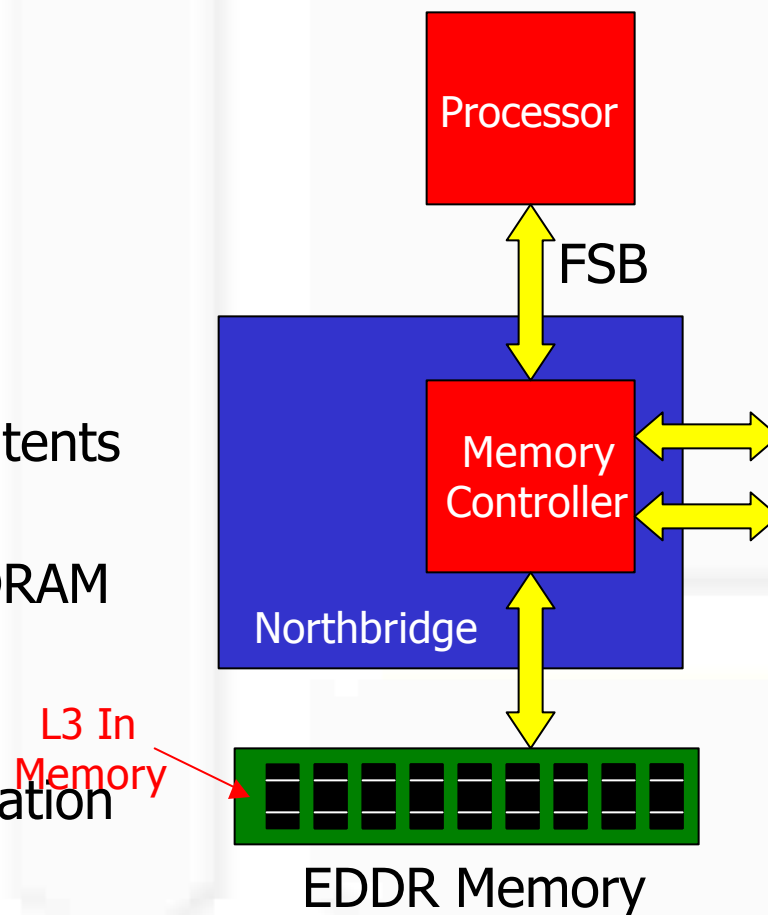 Processor
FSB
tents
Memory
Controller
RAM
Northbridge
L3 In
Memory
ation
EDDR Memory